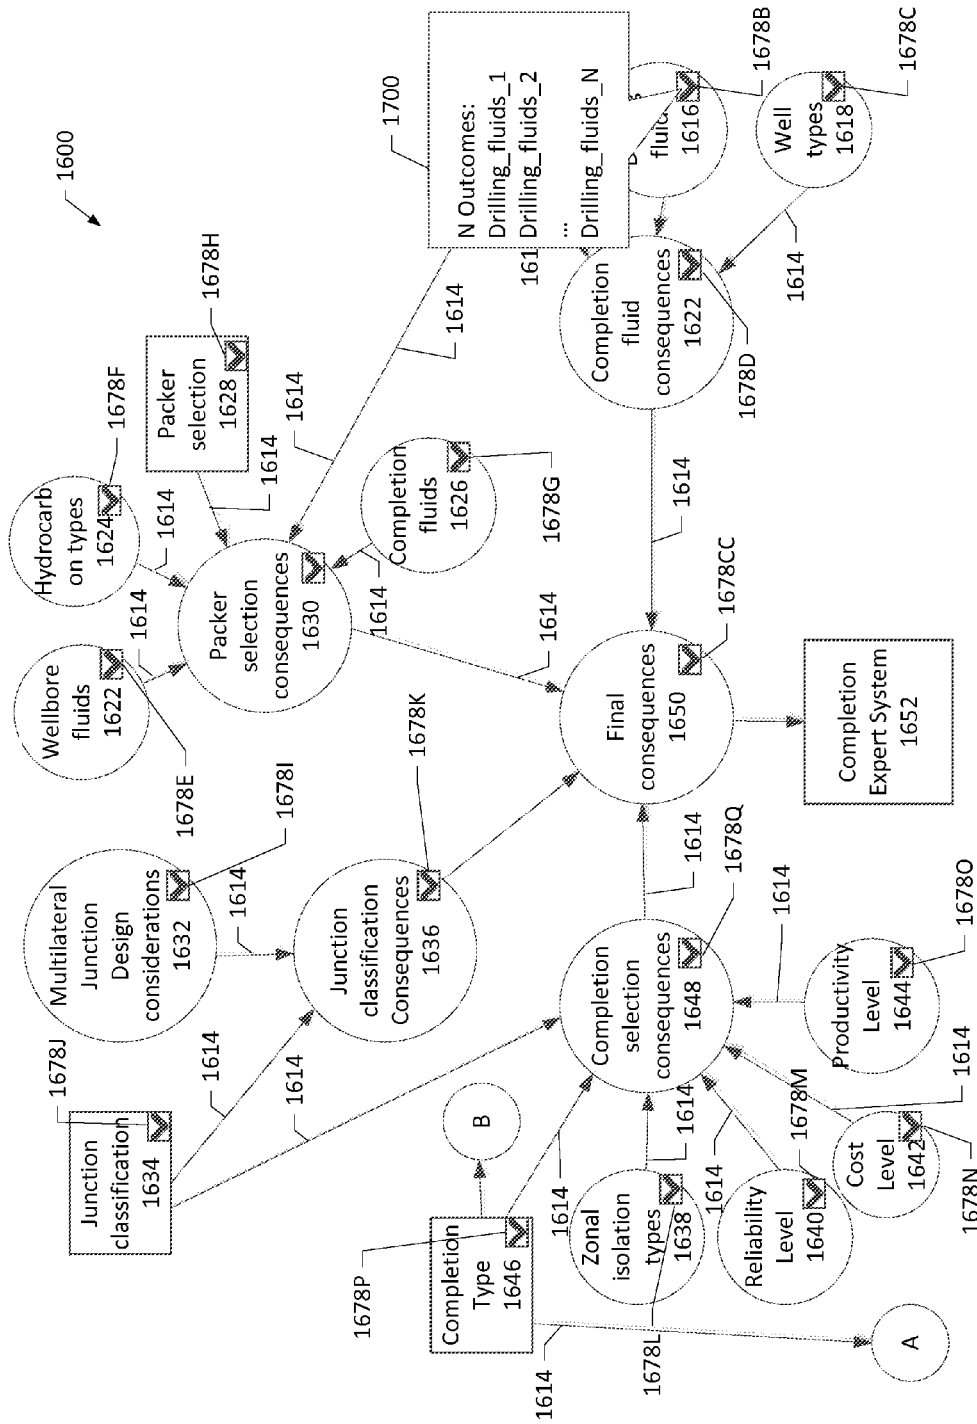 1600
Hydrocarb
on types
1624
1678F
1614
Wellbore
fluids
1622
1678E
1614
Packer
selection
1628
1678H
1614
Packer
selection
consequences
1630
1614
1614
Completion
fluids
1626
1678G
1614
1614
1700
N Outcomes:
Drilling_fluids_1
Drilling_fluids_2
...
Drilling_fluids_N
1616
1678B
Well
types
1618
1678C
1614
Completion
fluid
consequences
1622
1678D
1614
Multilateral
Junction
Design
considerations
1632
1678I
1614
Junction
classification
1634
1678J
1614
1614
Junction
classification
Consequences
1636
1678K
Final
consequences
1650
1678CC
Completion
Expert System
1652
Completion
selection
consequences
1648
1678Q
1614
B
Completion
Type
1646
1678P
1614
1614
Zonal
isolation
types
1638
1678L
1614
Reliability
Level
1640
1678M
1614
Cost
Level
1642
1678N
1614
Productivity
Level
1644
1678O
1614
A